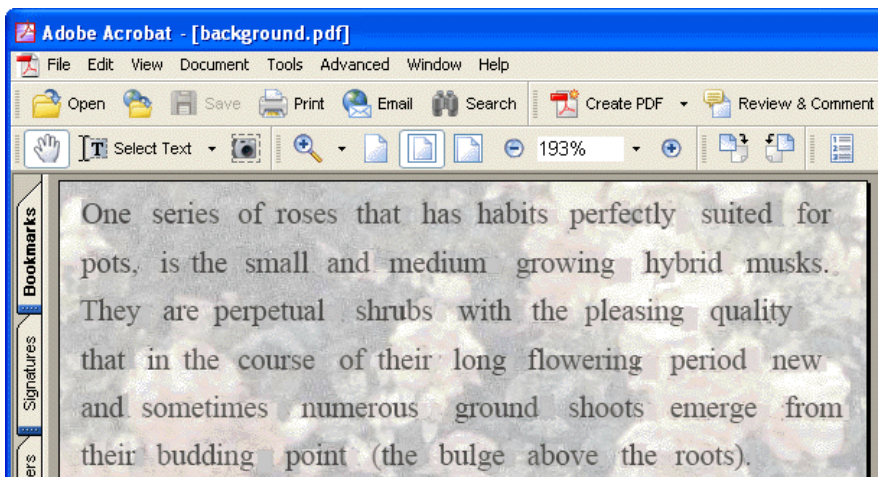 Adobe Acrobat - [background.pdf]
File Edit View Document Tools Advanced Window Help
Open Save Print Email Search Create PDF Review & Comment
Select Text 193%
Bookmarks
Signatures
One series of roses that has habits perfectly suited for
pots, is the small and medium growing hybrid musks.
They are perpetual shrubs with the pleasing quality
that in the course of their long flowering period new
and sometimes numerous ground shoots emerge from
their budding point (the bulge above the roots).